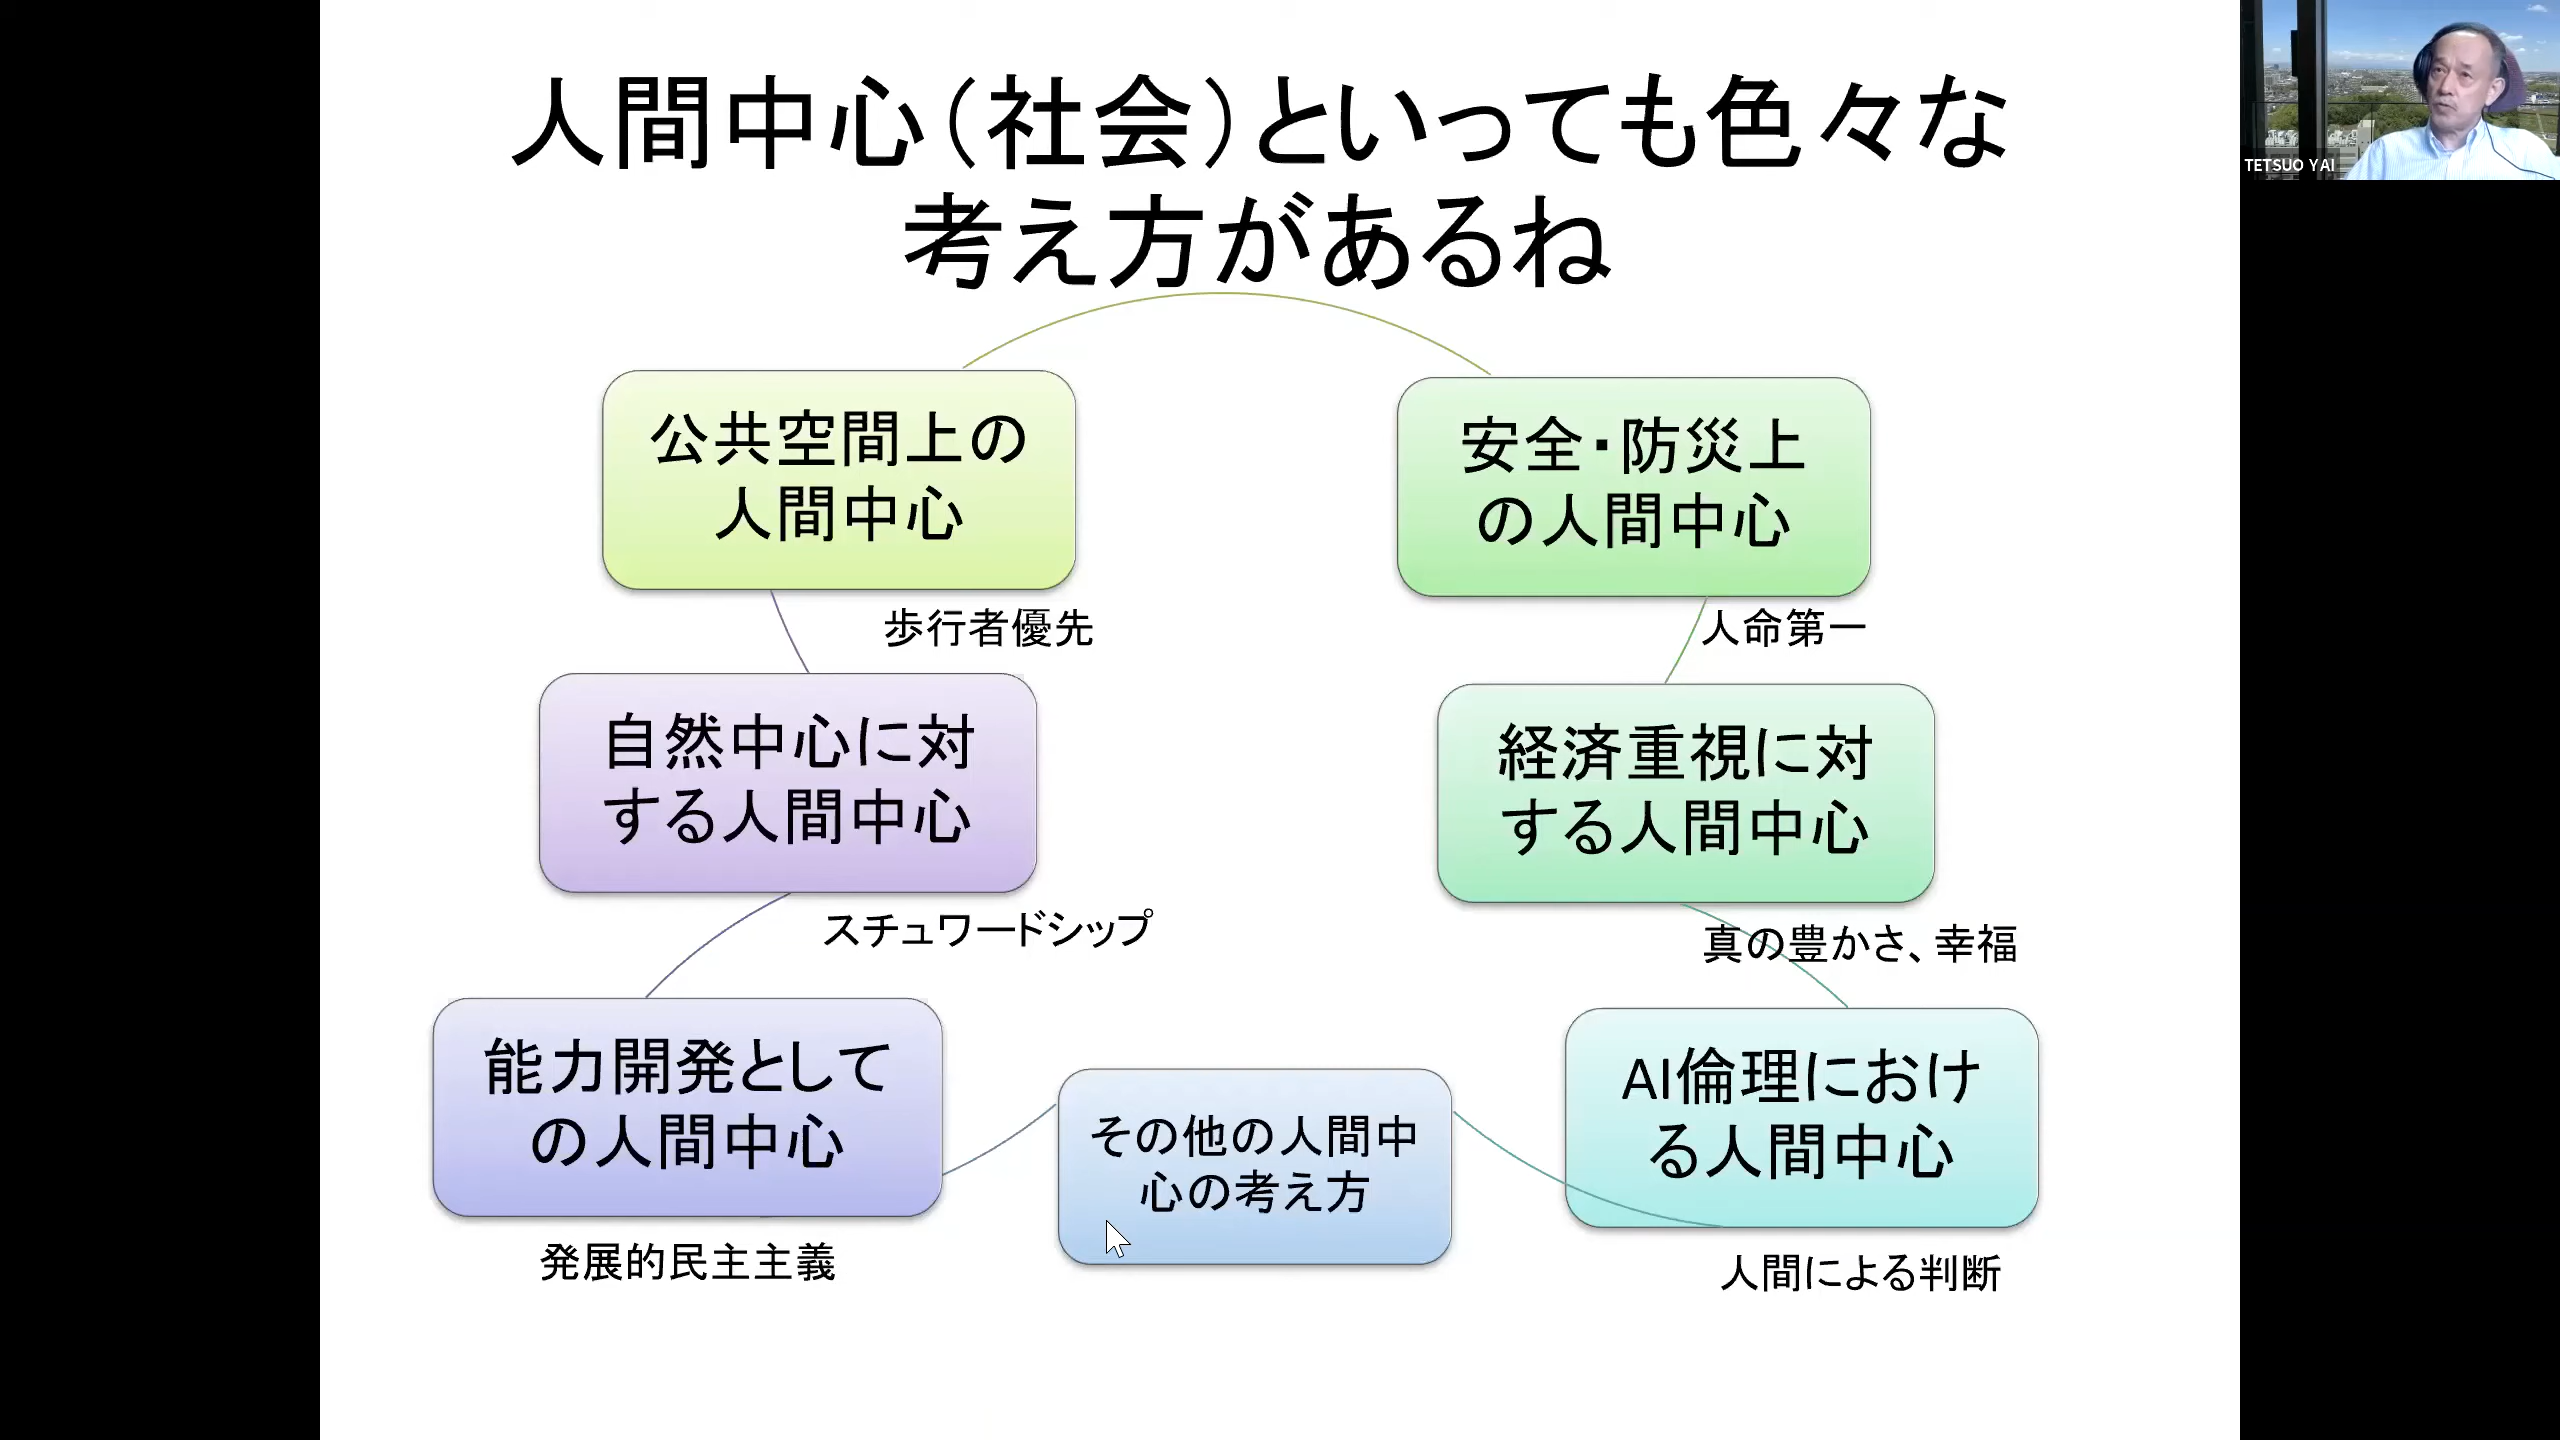 人間中心（社会）といっても色々な
考え方があるね
TETSUO YAI
公共空間上の
人間中心
歩行者優先
安全・防災上
の人間中心
人命第一
自然中心に対
する人間中心
スチュワードシップ
経済重視に対
する人間中心
真の豊かさ、幸福
能力開発として
の人間中心
発展的民主主義
その他の人間中
心の考え方
AI倫理におけ
る人間中心
人間による判断